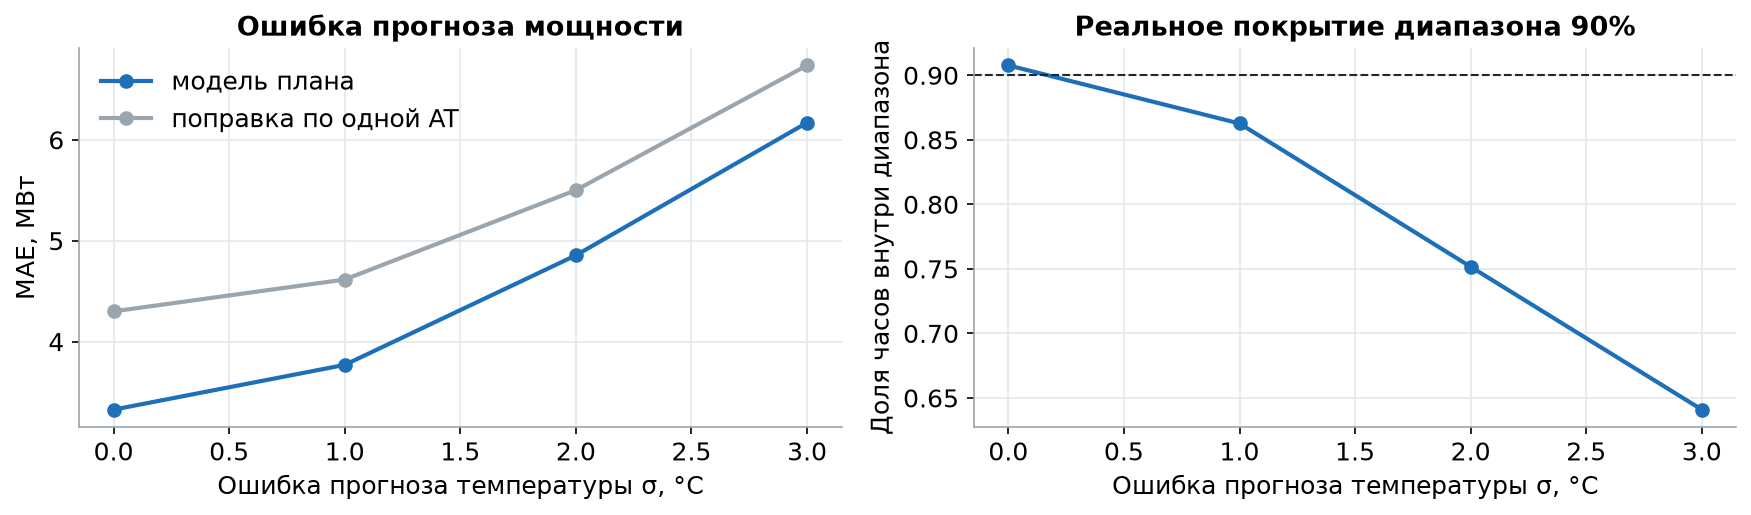 Ошибка прогноза мощности
модель плана
поправка по одной AT
6
5
4
MAE, МВт
0.0 0.5 1.0 1.5 2.0 2.5 3.0
Ошибка прогноза температуры σ, °C
Реальное покрытие диапазона 90%
0.90
0.85
0.80
0.75
0.70
0.65
Доля часов внутри диапазона
0.0 0.5 1.0 1.5 2.0 2.5 3.0
Ошибка прогноза температуры σ, °C